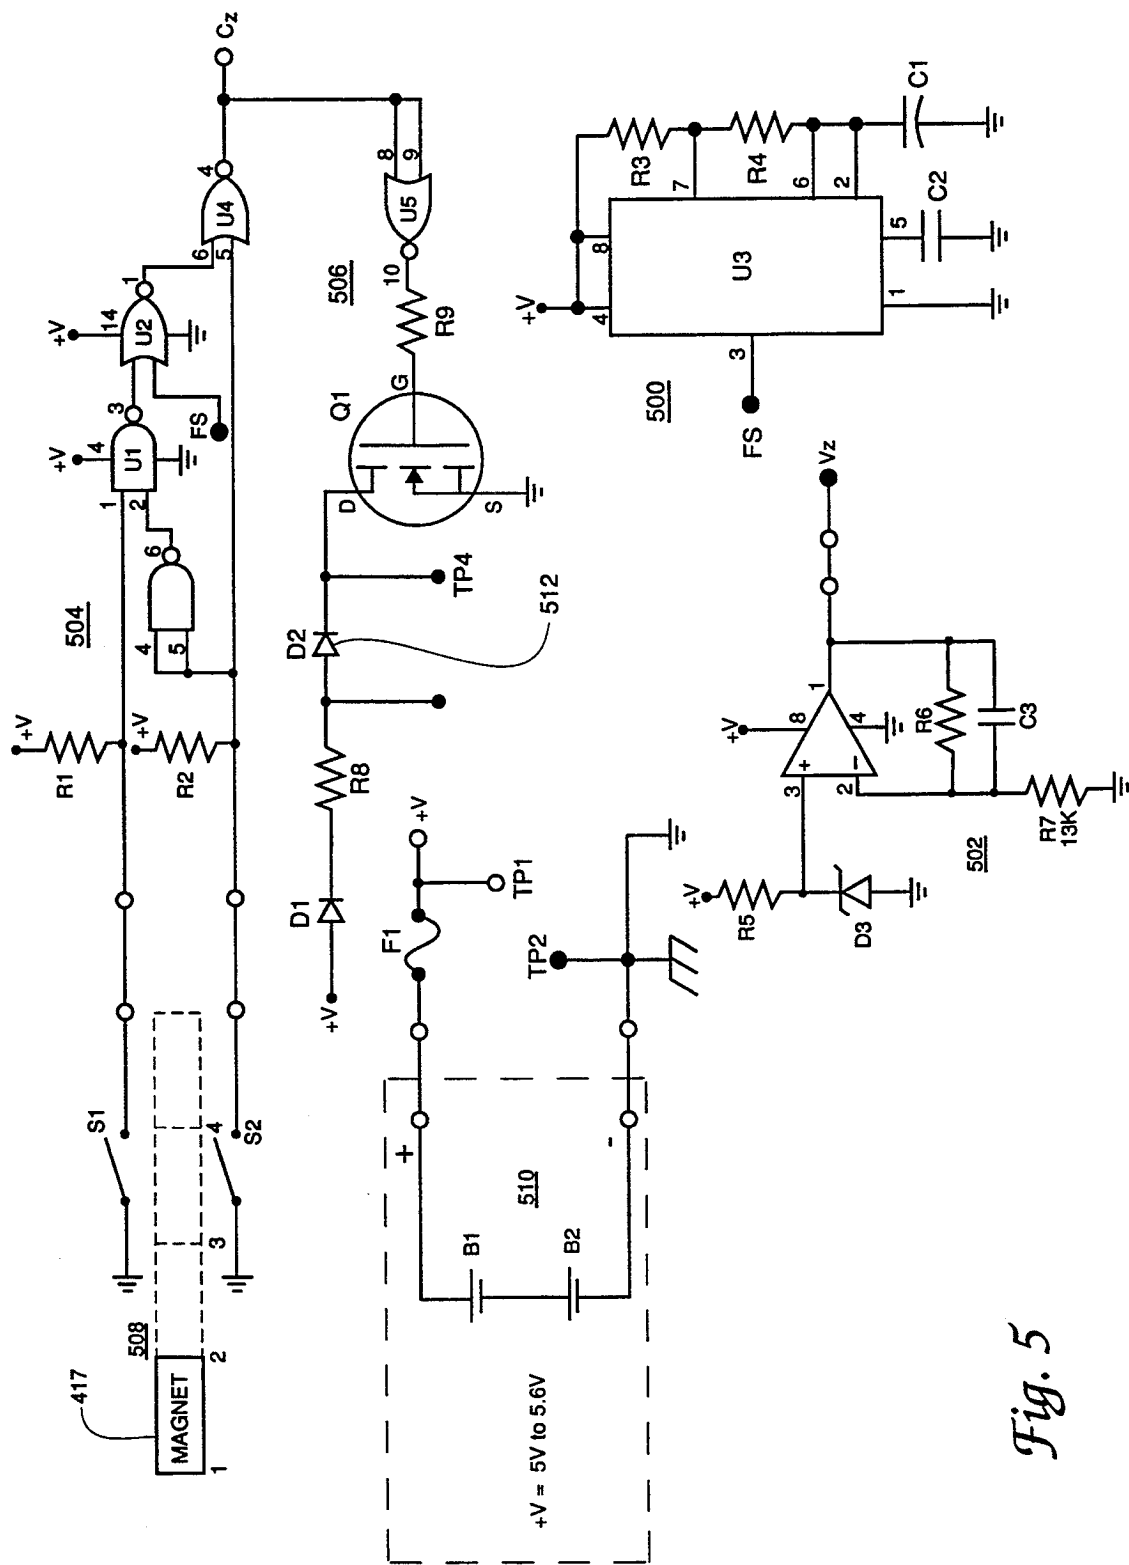 417
MAGNET
1
2
508
3
4
S1
S2
+V
R1
+V
R2
504
4
5
6
1
2
U1
3
+V
4
FS
+V
14
U2
1
6
5
U4
4
Cz
8
9
U5
10
506
R9
G
Q1
D
S
TP4
D2
512
R8
D1
+V
+V
F1
TP1
TP2
+
-
510
B1
B2
+V = 5V to 5.6V
+V
R5
D3
502
3
+
2
-
+V
8
4
1
R6
C3
R7
13K
Vz
500
FS
3
U3
+V
4
8
7
6
2
5
1
R3
R4
C1
C2
Fig. 5